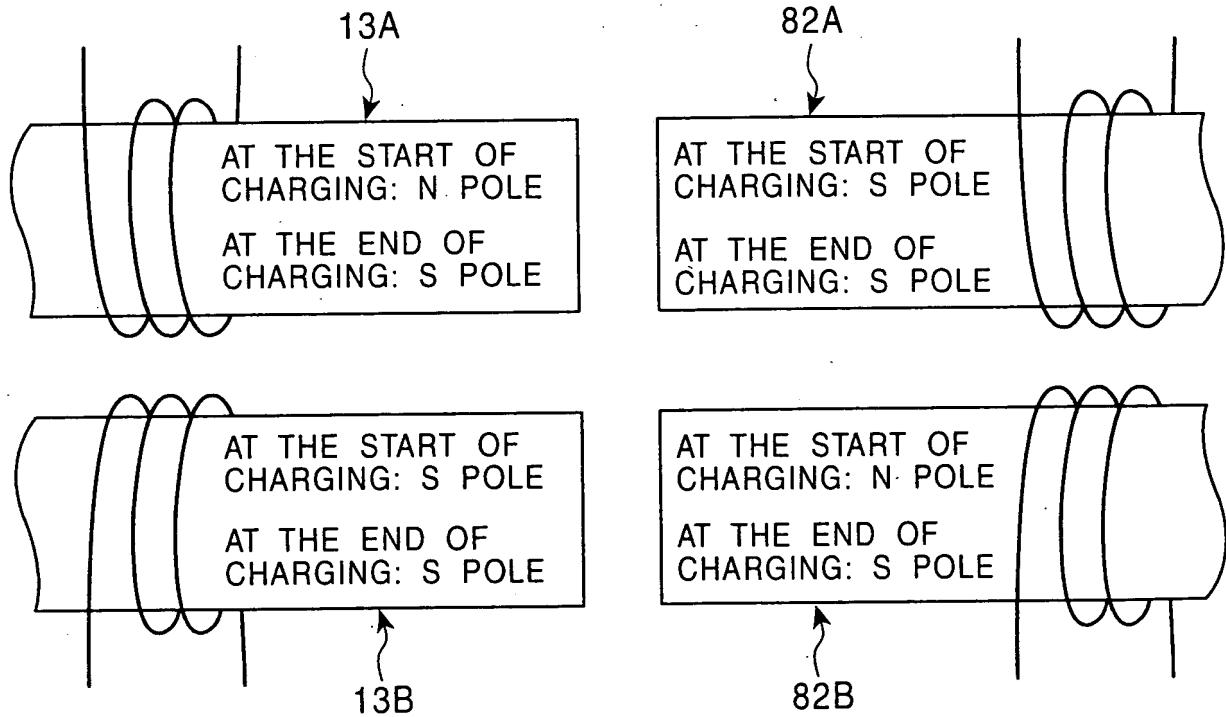 13A
AT THE START OF
CHARGING: N POLE
AT THE END OF
CHARGING: S POLE
82A
AT THE START OF
CHARGING: S POLE
AT THE END OF
CHARGING: S POLE
AT THE START OF
CHARGING: S POLE
AT THE END OF
CHARGING: S POLE
13B
AT THE START OF
CHARGING: N POLE
AT THE END OF
CHARGING: S POLE
82B